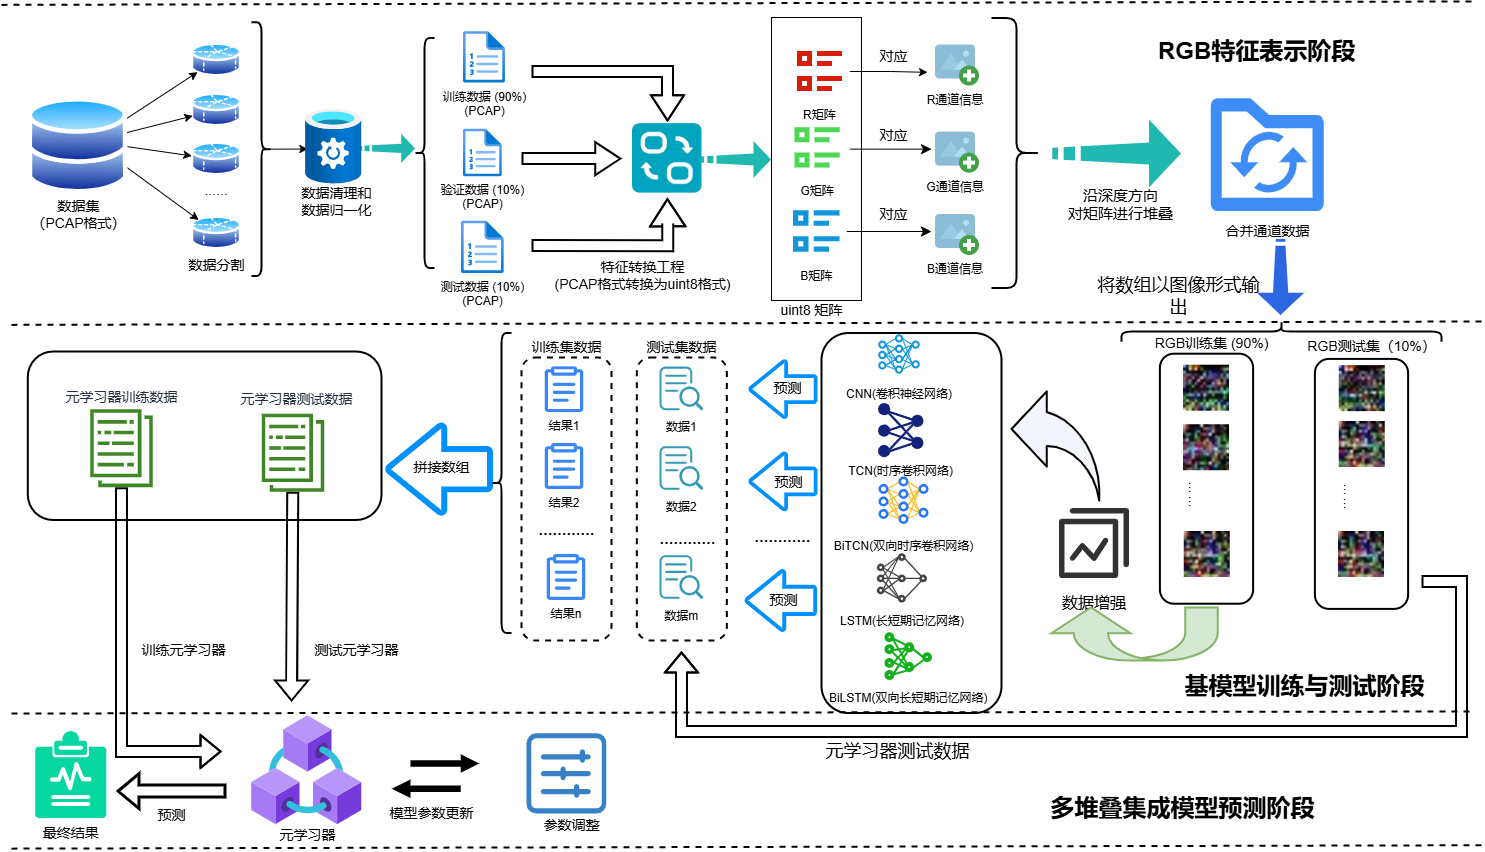 RGB特征表示阶段
数据集
（PCAP格式）
……
数据分割
数据清理和
数据归一化
训练数据 (90%)
(PCAP)
验证数据 (10%)
(PCAP)
测试数据 (10%)
(PCAP)
特征转换工程
(PCAP格式转换为uint8格式)
R矩阵
G矩阵
B矩阵
uint8 矩阵
对应
R通道信息
对应
G通道信息
对应
B通道信息
沿深度方向
对矩阵进行堆叠
合并通道数据
将数组以图像形式输
出
RGB训练集 (90%)
RGB测试集（10%）
……
……
数据增强
基模型训练与测试阶段
CNN(卷积神经网络)
TCN(时序卷积网络)
BiTCN(双向时序卷积网络)
LSTM(长短期记忆网络)
BiLSTM(双向长短期记忆网络)
预测
预测
…………
预测
测试集数据
数据1
数据2
…………
数据m
训练集数据
结果1
结果2
…………
结果n
拼接数组
元学习器训练数据
元学习器测试数据
训练元学习器
测试元学习器
元学习器测试数据
多堆叠集成模型预测阶段
最终结果
预测
元学习器
模型参数更新
参数调整